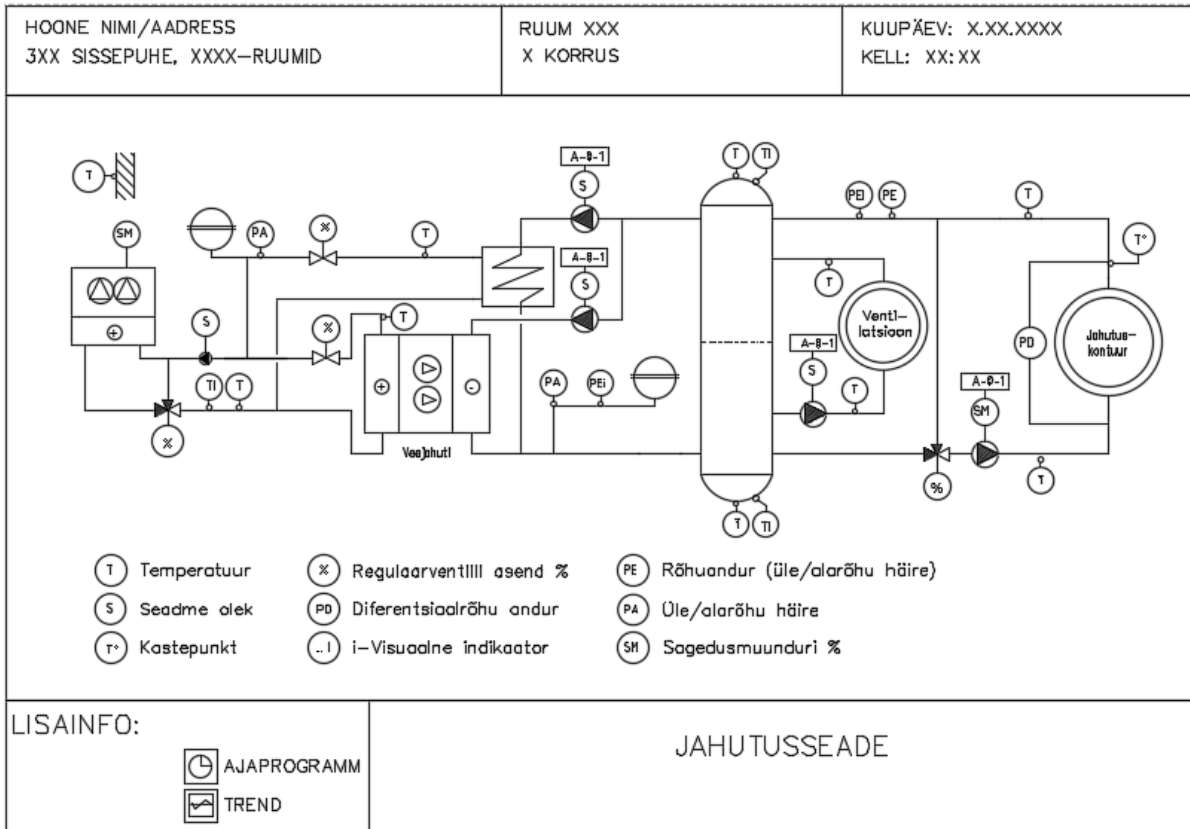 HOONE NIMI/AADRESS
3XX SISSEPUHE, XXXX-RUUMID
RUUM XXX
X KORRUS
KUUPÄEV: X.XX.XXXX
KELL: XX:XX
T
SM
PA
%
T
A-0-1
S
A-0-1
S
T
TI
PEI
PE
T
T°
S
%
T
TI
T
%
+
+
-
Veejahuti
PA
PEi
T
Venti-
latsioon
A-0-1
S
T
PD
Jahutus-
kontuur
A-0-1
SM
%
T
T
TI
T Temperatuur
S Seadme olek
T° Kastepunkt
% Regulaarventiili asend %
PD Diferentsiaalrõhu andur
..I i-Visuaalne indikaator
PE Rõhuandur (üle/alarõhu häire)
PA Üle/alarõhu häire
SM Sagedusmuunduri %
LISAINFO:
AJAPROGRAMM
TREND
JAHUTUSSEADE